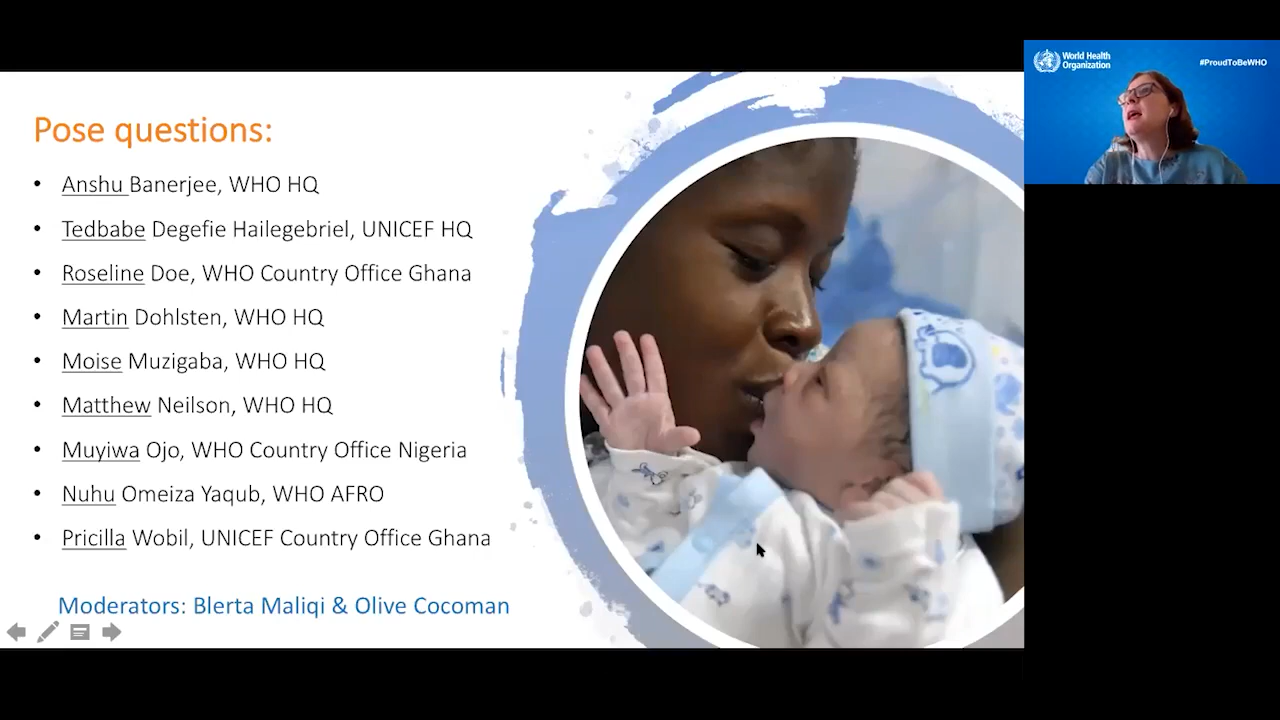 Pose questions:
• Anshu Banerjee, WHO HQ
• Tedbabe Degefie Hailegebriel, UNICEF HQ
• Roseline Doe, WHO Country Office Ghana
• Martin Dohlsten, WHO HQ
• Moise Muzigaba, WHO HQ
• Matthew Neilson, WHO HQ
• Muyiwa Ojo, WHO Country Office Nigeria
• Nuhu Omeiza Yaqub, WHO AFRO
• Pricilla Wobil, UNICEF Country Office Ghana
Moderators: Blerta Maliqi & Olive Cocoman
World Health
Organization
#ProudToBeWHO